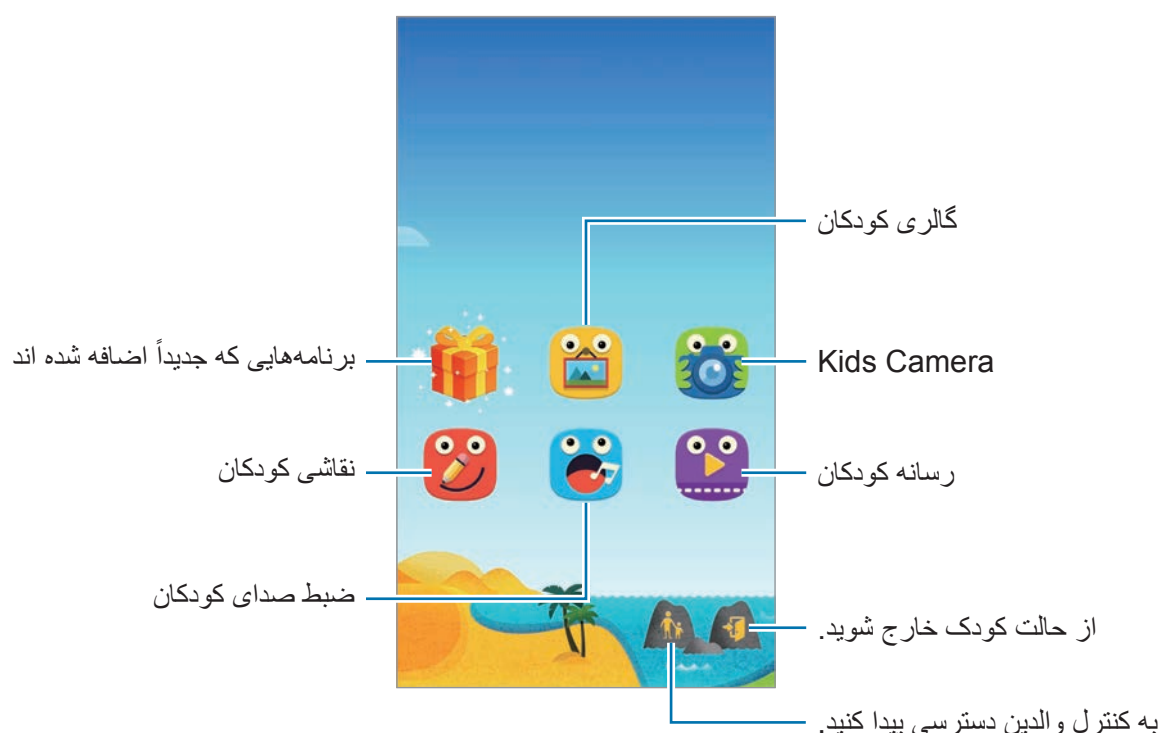 گالری کودکان
برنامه‌هایی که جدیداً اضافه شده اند
Kids Camera
نقاشی کودکان
رسانه کودکان
ضبط صدای کودکان
از حالت کودک خارج شوید.
به کنترل والدین دسترسی پیدا کنید.